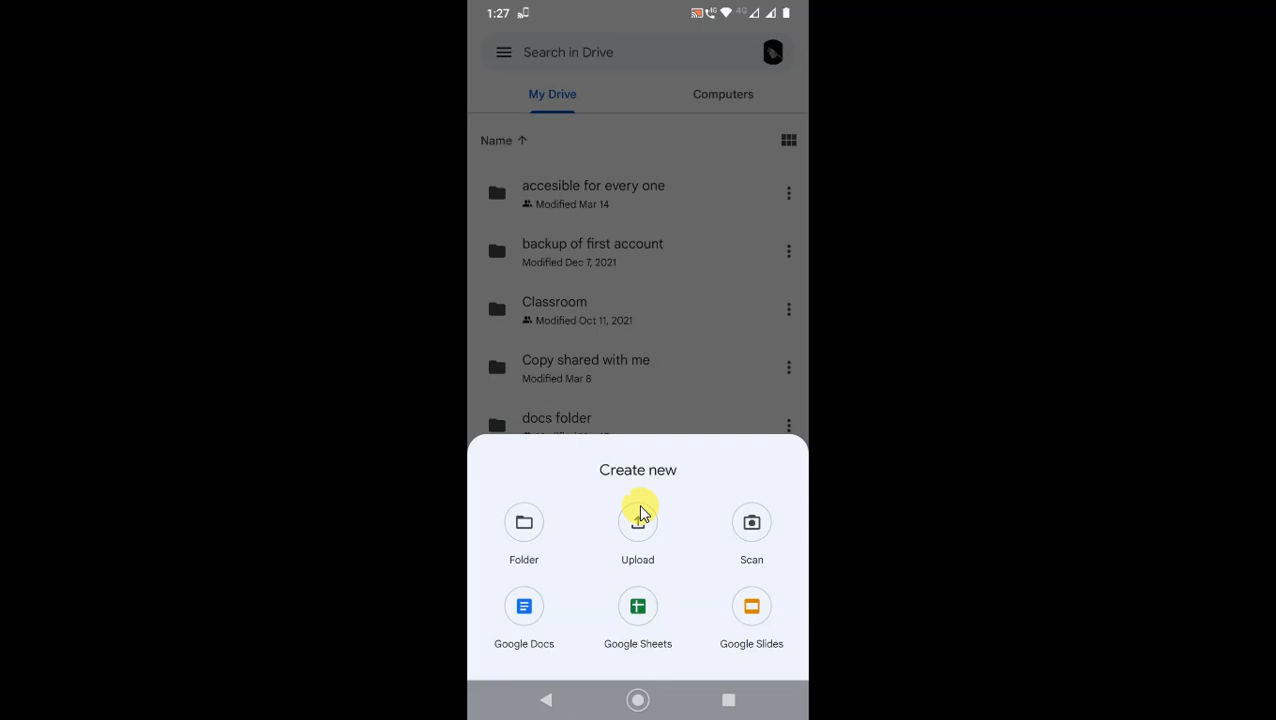 1:27
4G
Search in Drive
My Drive
Computers
Name
accesible for every one
Modified Mar 14
backup of first account
Modified Dec 7, 2021
Classroom
Modified Oct 11, 2021
Copy shared with me
Modified Mar 8
docs folder
Create new
Folder
Upload
Scan
Google Docs
Google Sheets
Google Slides